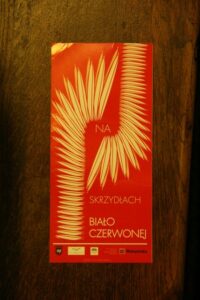 NA
SKRZYDŁACH
BIAŁO
CZERWONEJ